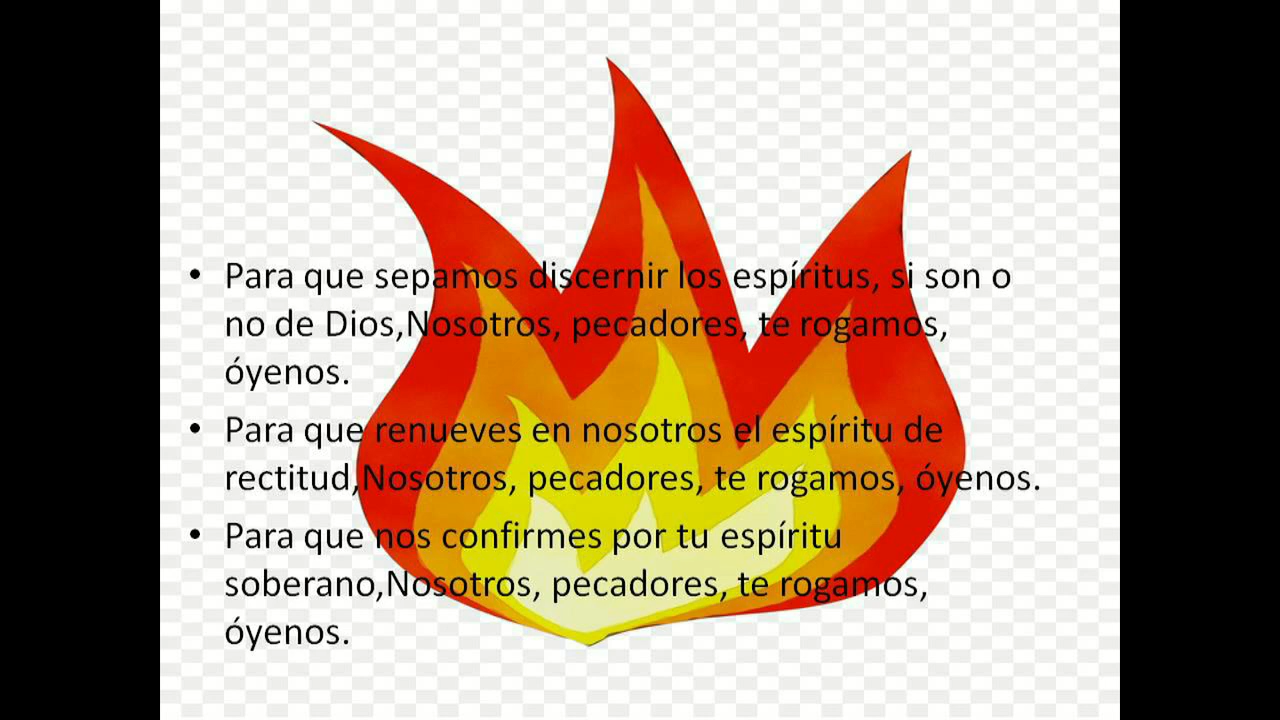 • Para que sepamos discernir los espíritus, si son o
no de Dios,Nosotros, pecadores, te rogamos,
óyenos.
• Para que renueves en nosotros el espíritu de
rectitud,Nosotros, pecadores, te rogamos, óyenos.
• Para que nos confirmes por tu espíritu
soberano,Nosotros, pecadores, te rogamos,
óyenos.